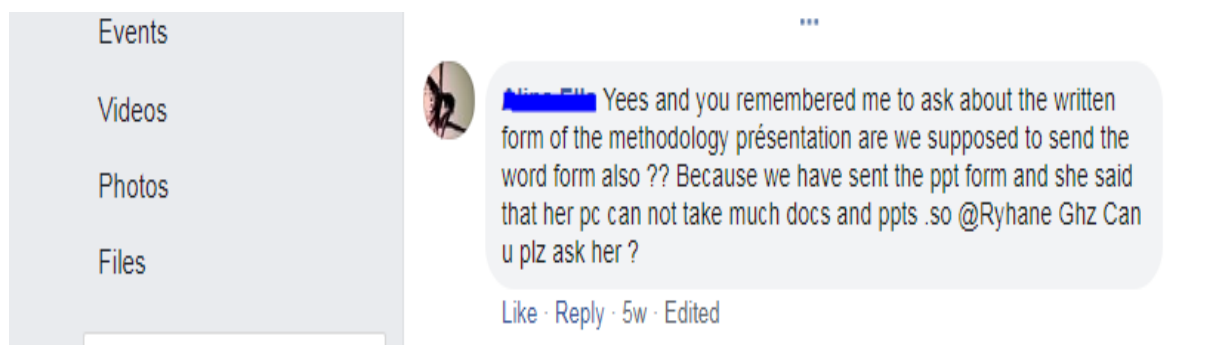 Events
Videos
Photos
Files
Yees and you remembered me to ask about the written
form of the methodology présentation are we supposed to send the
word form also ?? Because we have sent the ppt form and she said
that her pc can not take much docs and ppts .so @Ryhane Ghz Can
u plz ask her ?
Like · Reply · 5w · Edited